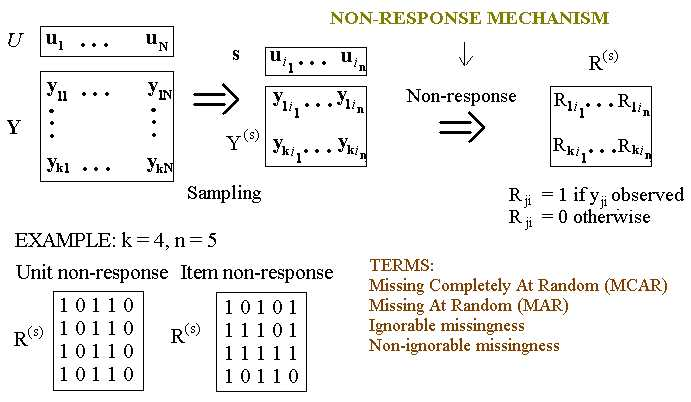 NON-RESPONSE MECHANISM
U u1 . . . uN
s ui1 . . . uin
R(s)
Y
y11 . . . y1N
yk1 . . . ykN
Y(s)
y1i1 . . . y1in
yki1 . . . ykin
Non-response
R1i1 . . . R1in
Rki1 . . . Rkin
Sampling
R ji = 1 if yji observed
R ji = 0 otherwise
EXAMPLE: k = 4, n = 5
Unit non-response Item non-response
R(s)
1 0 1 1 0
1 0 1 1 0
1 0 1 1 0
1 0 1 1 0
R(s)
1 0 1 0 1
1 1 1 0 1
1 1 1 1 1
1 0 1 1 0
TERMS:
Missing Completely At Random (MCAR)
Missing At Random (MAR)
Ignorable missingness
Non-ignorable missingness